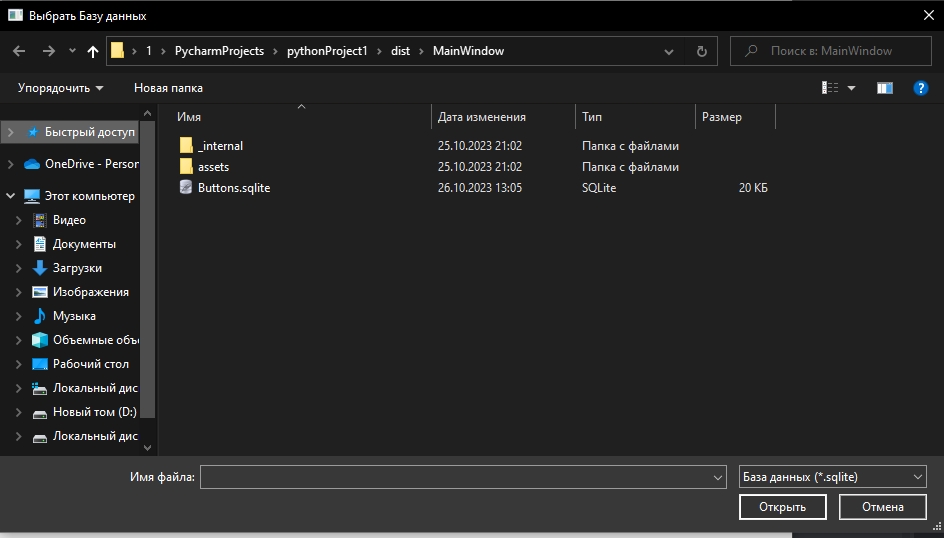 Выбрать Базу данных
1 PycharmProjects pythonProject1 dist MainWindow
Поиск в: MainWindow
Упорядочить Новая папка
Имя Дата изменения Тип Размер
_internal 25.10.2023 21:02 Папка с файлами
assets 25.10.2023 21:02 Папка с файлами
Buttons.sqlite 26.10.2023 13:05 SQLite 20 КБ
Быстрый доступ
OneDrive - Person
Этот компьютер
Видео
Документы
Загрузки
Изображения
Музыка
Объемные объ
Рабочий стол
Локальный дис
Новый том (D:)
Локальный дис
Имя файла:
База данных (*.sqlite)
Открыть Отмена